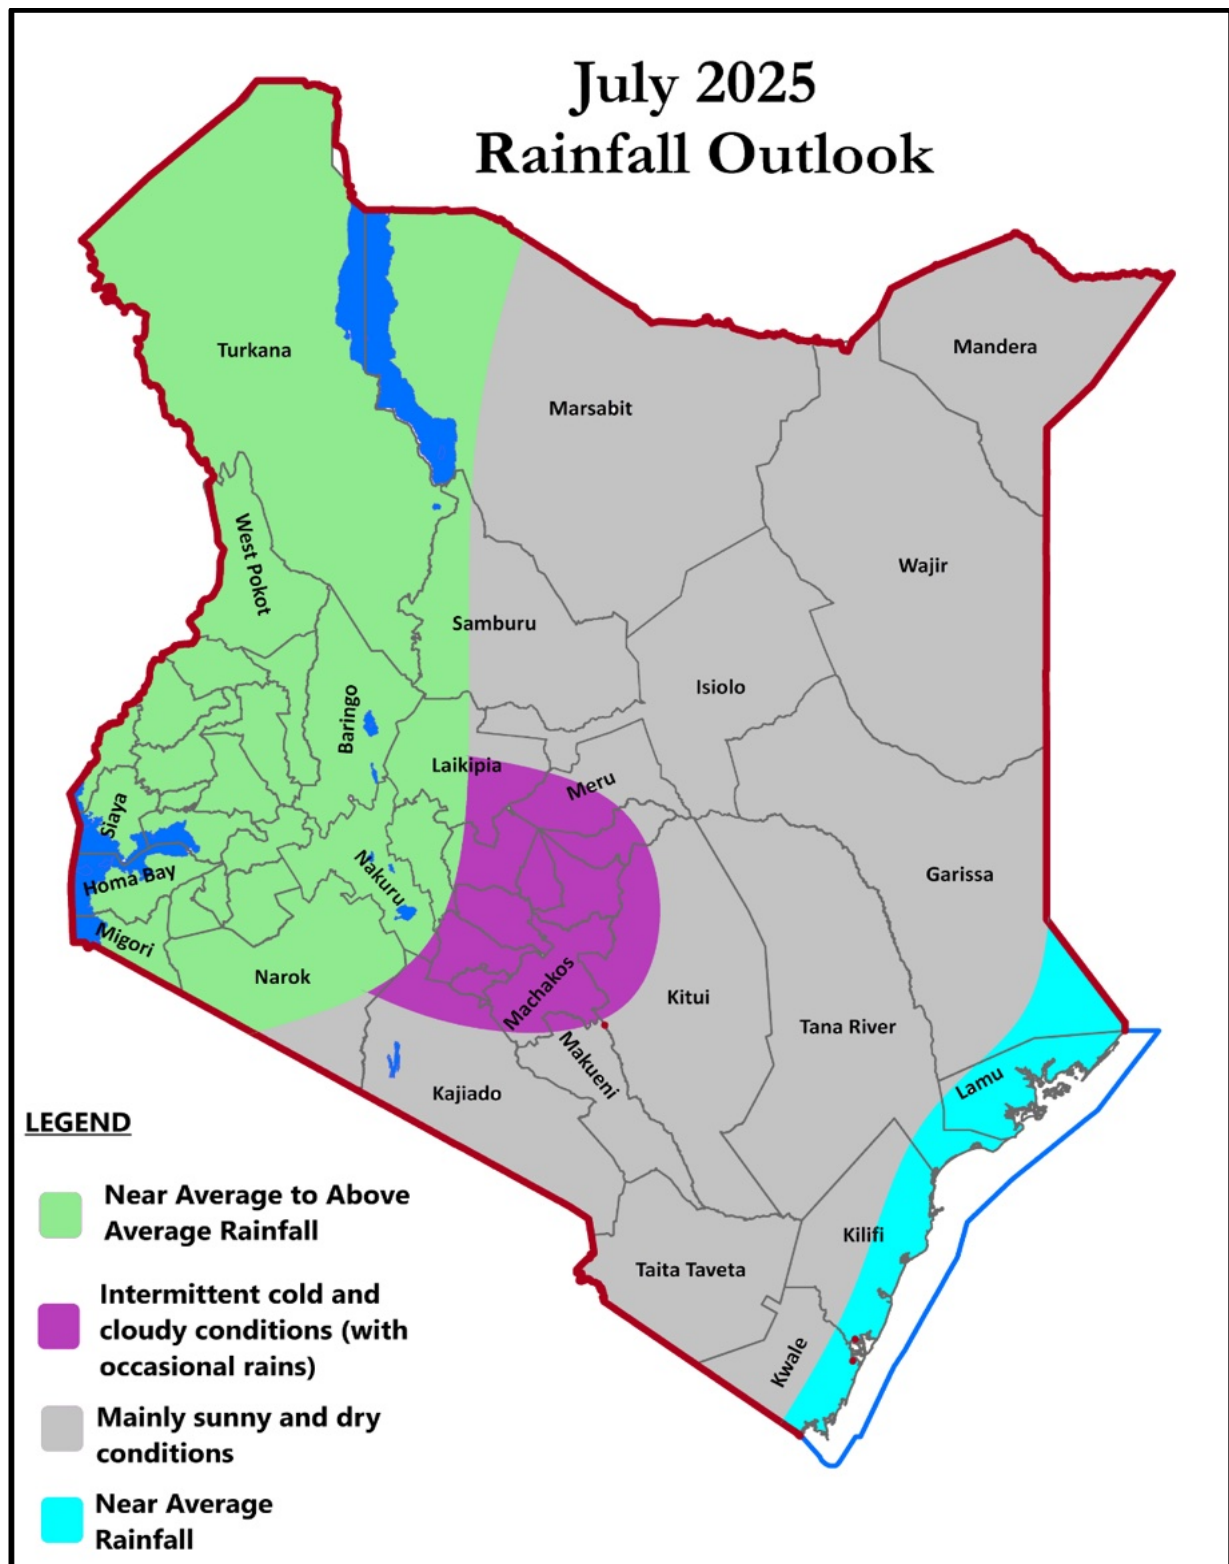 July 2025
Rainfall Outlook
Turkana
Mandera
Marsabit
West Pokot
Wajir
Samburu
Isiolo
Baringo
Laikipia
Meru
Siaya
Homa Bay
Nakuru
Garissa
Migori
Narok
Machakos
Kitui
Tana River
Makueni
Kajiado
Lamu
Kilifi
Taita Taveta
Kwale
LEGEND
Near Average to Above
Average Rainfall
Intermittent cold and
cloudy conditions (with
occasional rains)
Mainly sunny and dry
conditions
Near Average
Rainfall